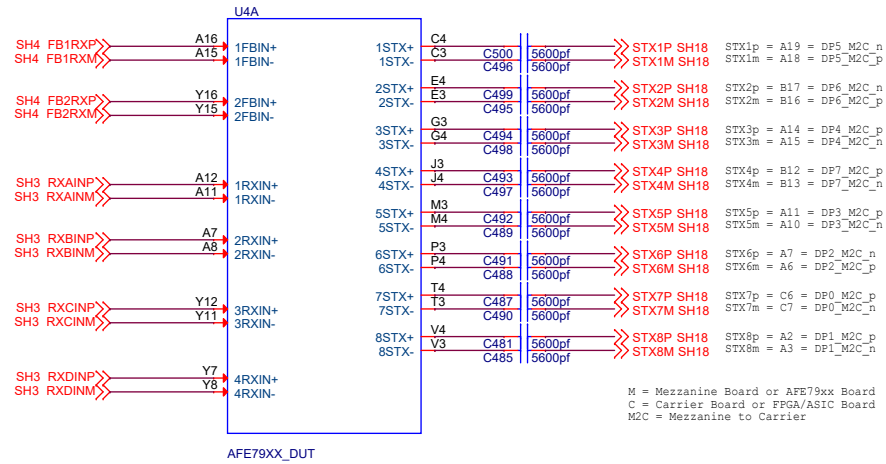 U4A
SH4 FB1RXP A16 1FBIN+
SH4 FB1RXM A15 1FBIN-
SH4 FB2RXP Y16 2FBIN+
SH4 FB2RXM Y15 2FBIN-
SH3 RXAINP A12 1RXIN+
SH3 RXAINM A11 1RXIN-
SH3 RXBINP A7 2RXIN+
SH3 RXBINM A8 2RXIN-
SH3 RXCINP Y12 3RXIN+
SH3 RXCINM Y11 3RXIN-
SH3 RXDINP Y7 4RXIN+
SH3 RXDINM Y8 4RXIN-
1STX+ C4 C500 5600pf STX1P SH18 STX1p = A19 = DP5_M2C_n
1STX- C3 C496 5600pf STX1M SH18 STX1m = A18 = DP5_M2C_p
2STX+ E4 C499 5600pf STX2P SH18 STX2p = B17 = DP6_M2C_n
2STX- E3 C495 5600pf STX2M SH18 STX2m = B16 = DP6_M2C_p
3STX+ G3 C494 5600pf STX3P SH18 STX3p = A14 = DP4_M2C_p
3STX- G4 C498 5600pf STX3M SH18 STX3m = A15 = DP4_M2C_n
4STX+ J3 C493 5600pf STX4P SH18 STX4p = B12 = DP7_M2C_p
4STX- J4 C497 5600pf STX4M SH18 STX4m = B13 = DP7_M2C_n
5STX+ M3 C492 5600pf STX5P SH18 STX5p = A11 = DP3_M2C_p
5STX- M4 C489 5600pf STX5M SH18 STX5m = A10 = DP3_M2C_n
6STX+ P3 C491 5600pf STX6P SH18 STX6p = A7 = DP2_M2C_n
6STX- P4 C488 5600pf STX6M SH18 STX6m = A6 = DP2_M2C_p
7STX+ T4 C487 5600pf STX7P SH18 STX7p = C6 = DP0_M2C_p
7STX- T3 C490 5600pf STX7M SH18 STX7m = C7 = DP0_M2C_n
8STX+ V4 C481 5600pf STX8P SH18 STX8p = A2 = DP1_M2C_p
8STX- V3 C485 5600pf STX8M SH18 STX8m = A3 = DP1_M2C_n
M = Mezzanine Board or AFE79xx Board
C = Carrier Board or FPGA/ASIC Board
M2C = Mezzanine to Carrier
AFE79XX_DUT